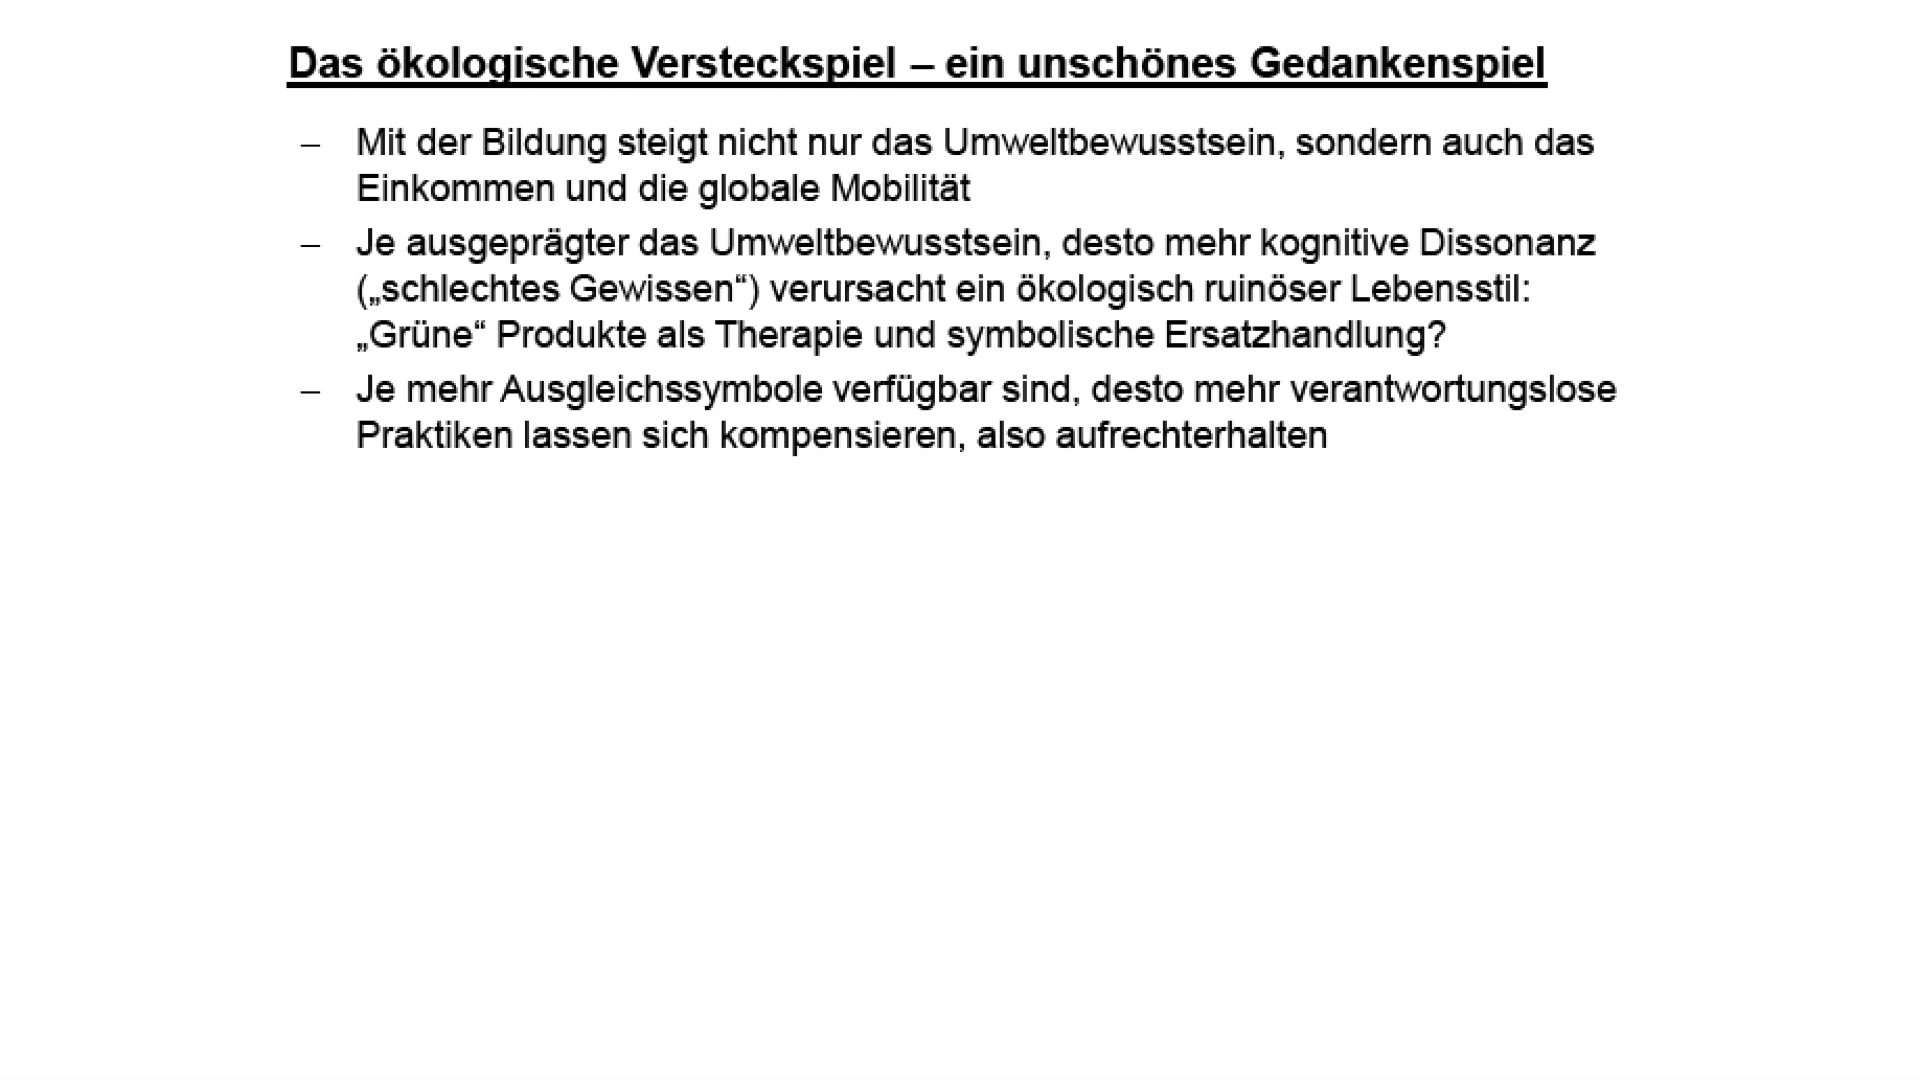 Das ökologische Versteckspiel – ein unschönes Gedankenspiel
– Mit der Bildung steigt nicht nur das Umweltbewusstsein, sondern auch das
Einkommen und die globale Mobilität
– Je ausgeprägter das Umweltbewusstsein, desto mehr kognitive Dissonanz
(„schlechtes Gewissen“) verursacht ein ökologisch ruinöser Lebensstil:
„Grüne“ Produkte als Therapie und symbolische Ersatzhandlung?
– Je mehr Ausgleichssymbole verfügbar sind, desto mehr verantwortungslose
Praktiken lassen sich kompensieren, also aufrechterhalten